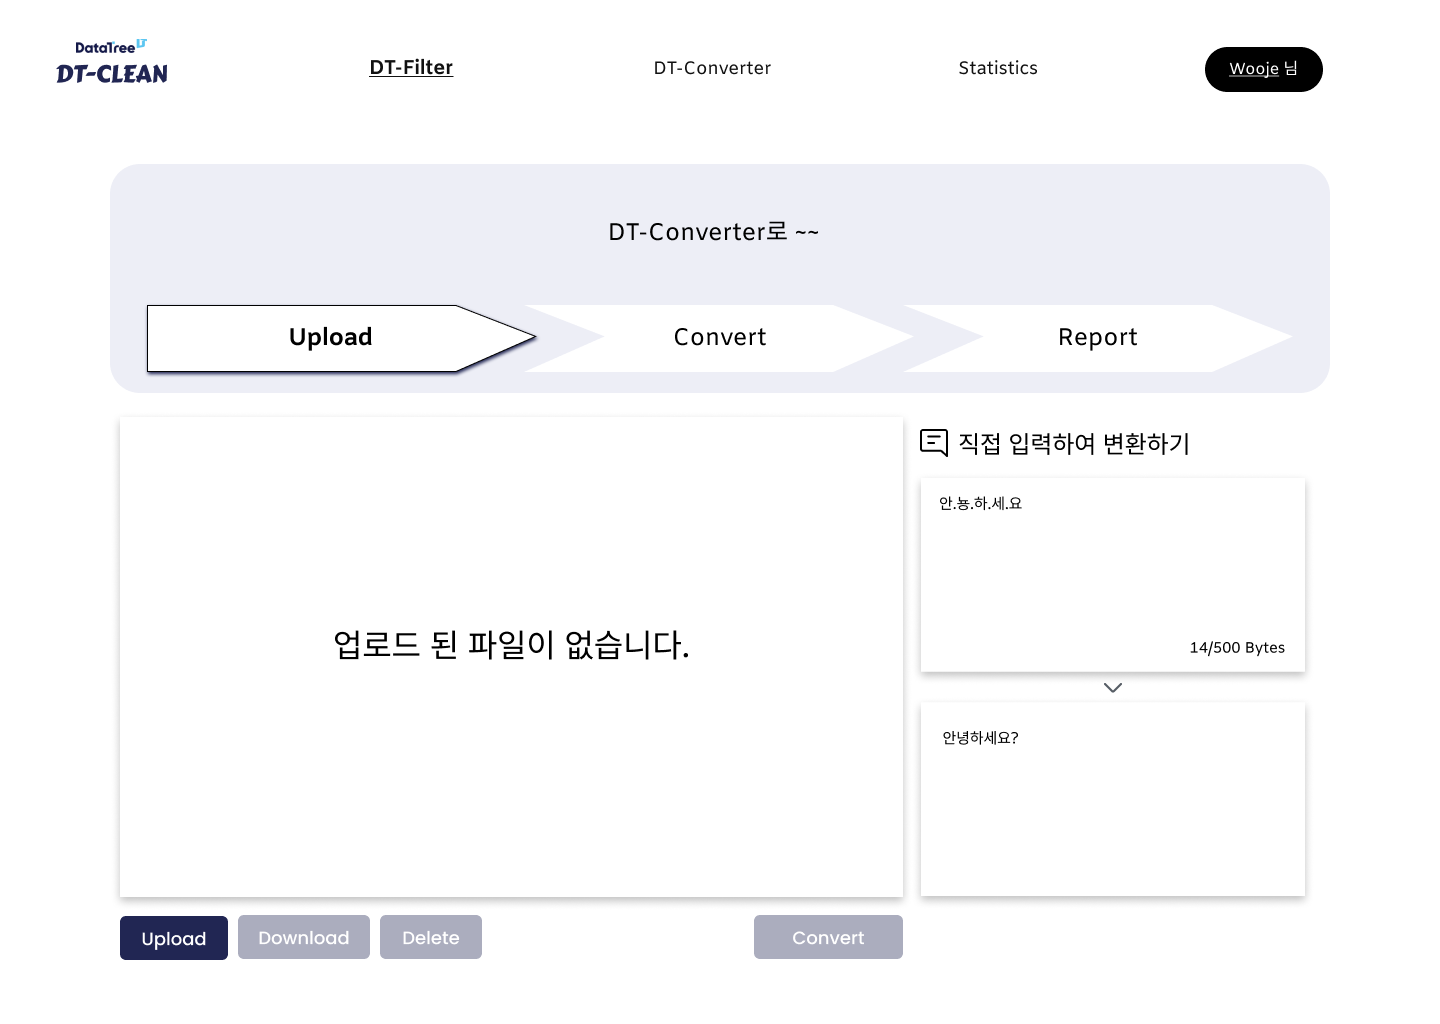 DataTree DT
DT-CLEAN
DT-Filter
DT-Converter
Statistics
Wooje 님
DT-Converter로 ~~
Upload
Convert
Report
업로드 된 파일이 없습니다.
직접 입력하여 변환하기
안.뇽.하.세.요
14/500 Bytes
안녕하세요?
Upload
Download
Delete
Convert